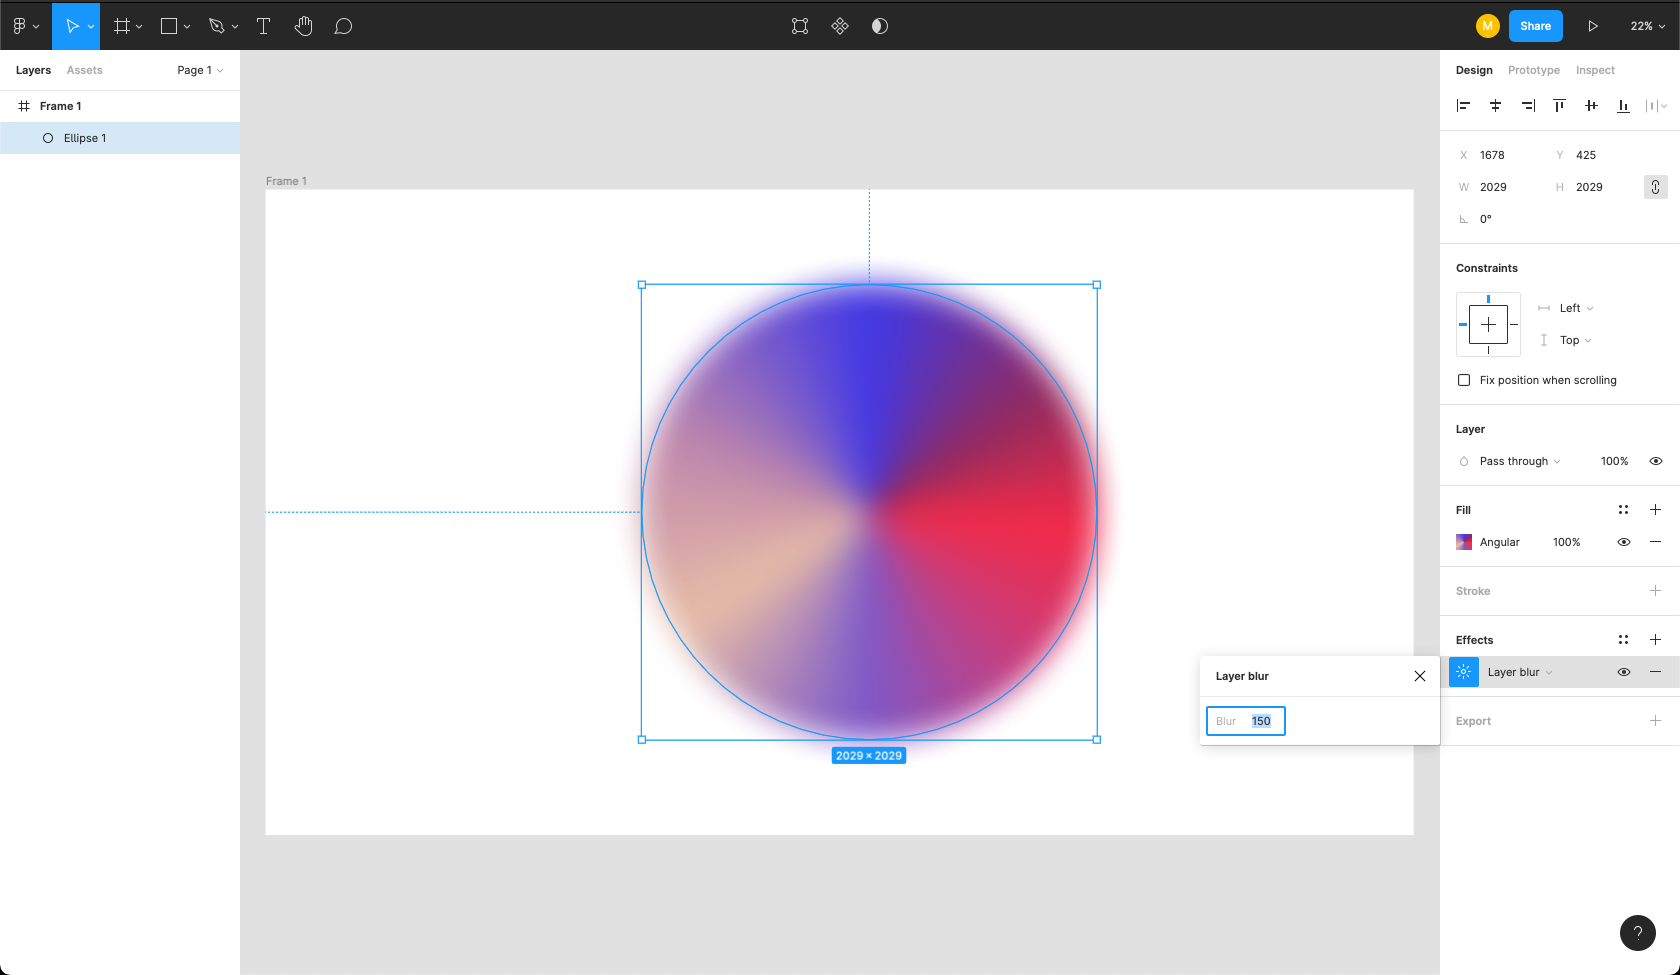 M
Share
22%
Layers
Assets
Page 1
Frame 1
Ellipse 1
Frame 1
2029 × 2029
Design
Prototype
Inspect
X 1678
Y 425
W 2029
H 2029
0°
Constraints
Left
Top
Fix position when scrolling
Layer
Pass through
100%
Fill
Angular
100%
Stroke
Effects
Layer blur
Export
Layer blur
Blur 150
?